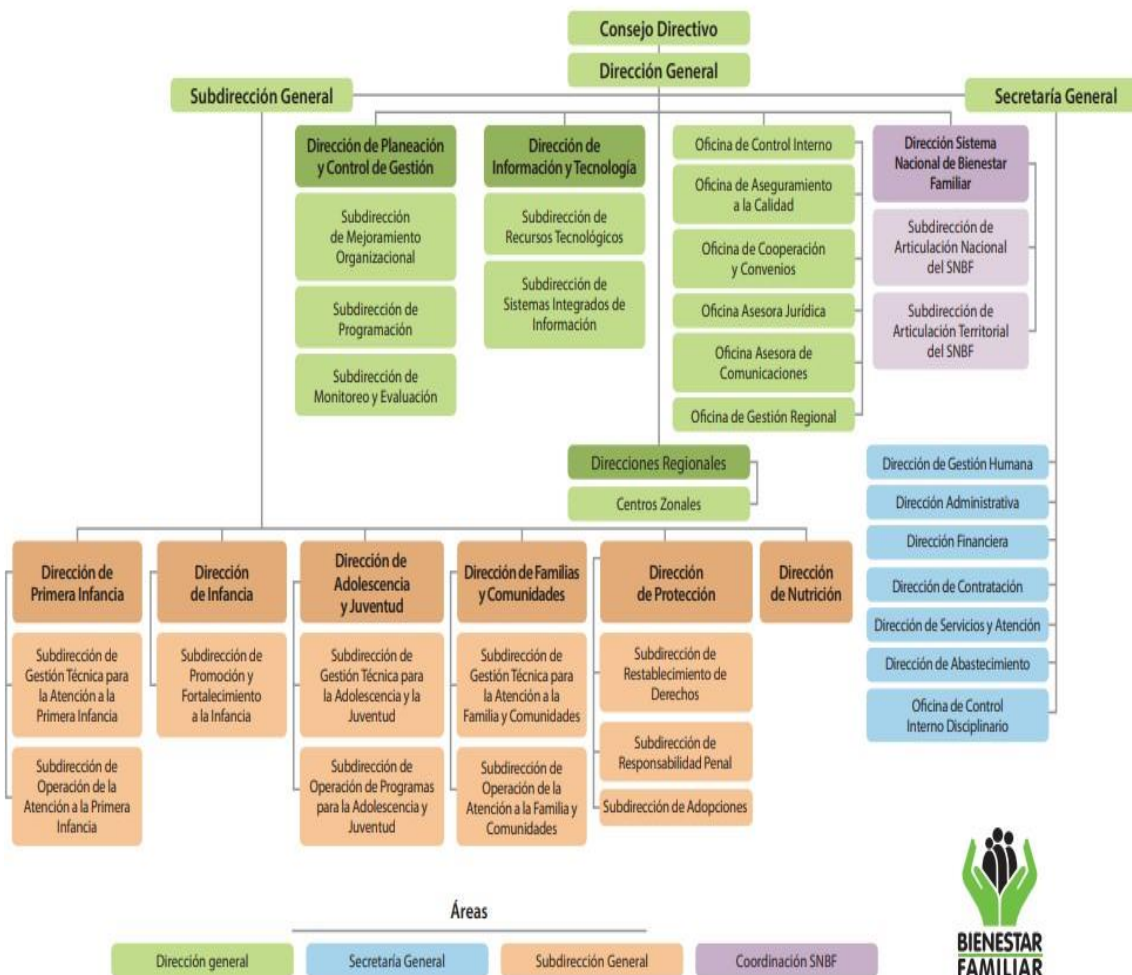 Consejo Directivo
Dirección General
Subdirección General
Secretaría General
Dirección de Planeación
y Control de Gestión
Subdirección
de Mejoramiento
Organizacional
Subdirección de
Programación
Subdirección de
Monitoreo y Evaluación
Dirección de
Información y Tecnología
Subdirección de
Recursos Tecnológicos
Subdirección de
Sistemas Integrados de
Información
Oficina de Control Interno
Oficina de Aseguramiento
a la Calidad
Oficina de Cooperación
y Convenios
Oficina Asesora Jurídica
Oficina Asesora de
Comunicaciones
Oficina de Gestión Regional
Dirección Sistema
Nacional de Bienestar
Familiar
Subdirección de
Articulación Nacional
del SNBF
Subdirección de
Articulación Territorial
del SNBF
Direcciones Regionales
Centros Zonales
Dirección de Gestión Humana
Dirección Administrativa
Dirección Financiera
Dirección de Contratación
Dirección de Servicios y Atención
Dirección de Abastecimiento
Oficina de Control
Interno Disciplinario
Dirección de
Primera Infancia
Subdirección de
Gestión Técnica para
la Atención a la
Primera Infancia
Subdirección de
Operación de la
Atención a la Primera
Infancia
Dirección
de Infancia
Subdirección de
Promoción y
Fortalecimiento
a la Infancia
Dirección de
Adolescencia
y Juventud
Subdirección de
Gestión Técnica para
la Adolescencia y la
Juventud
Subdirección de
Operación de Programas
para la Adolescencia y
Juventud
Dirección de Familias
y Comunidades
Subdirección de
Gestión Técnica para
la Atención a la
Familia y Comunidades
Subdirección de
Operación de la
Atención a la Familia y
Comunidades
Dirección
de Protección
Subdirección de
Restablecimiento de
Derechos
Subdirección de
Responsabilidad Penal
Subdirección de Adopciones
Dirección
de Nutrición
Áreas
Dirección general
Secretaría General
Subdirección General
Coordinación SNBF
BIENESTAR
FAMILIAR